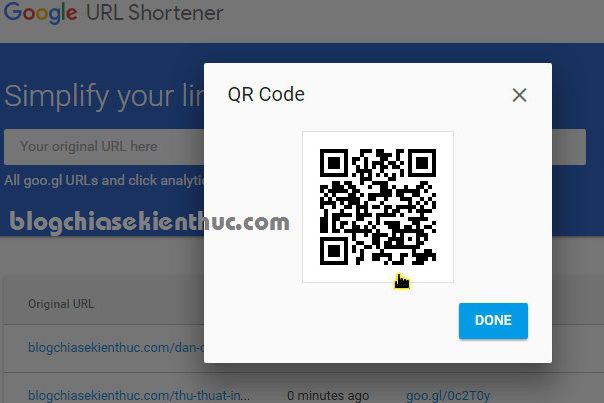 Google URL Shortener
QR Code
Simplify your lin
Your original URL here
All goo.gl URLs and click analytic
blogchiasekienthuc.com
DONE
Original URL
blogchiasekienthuc.com/dan-
blogchiasekienthuc.com/thu-thuat-in... 0 minutes ago goo.gl/0c2T0y